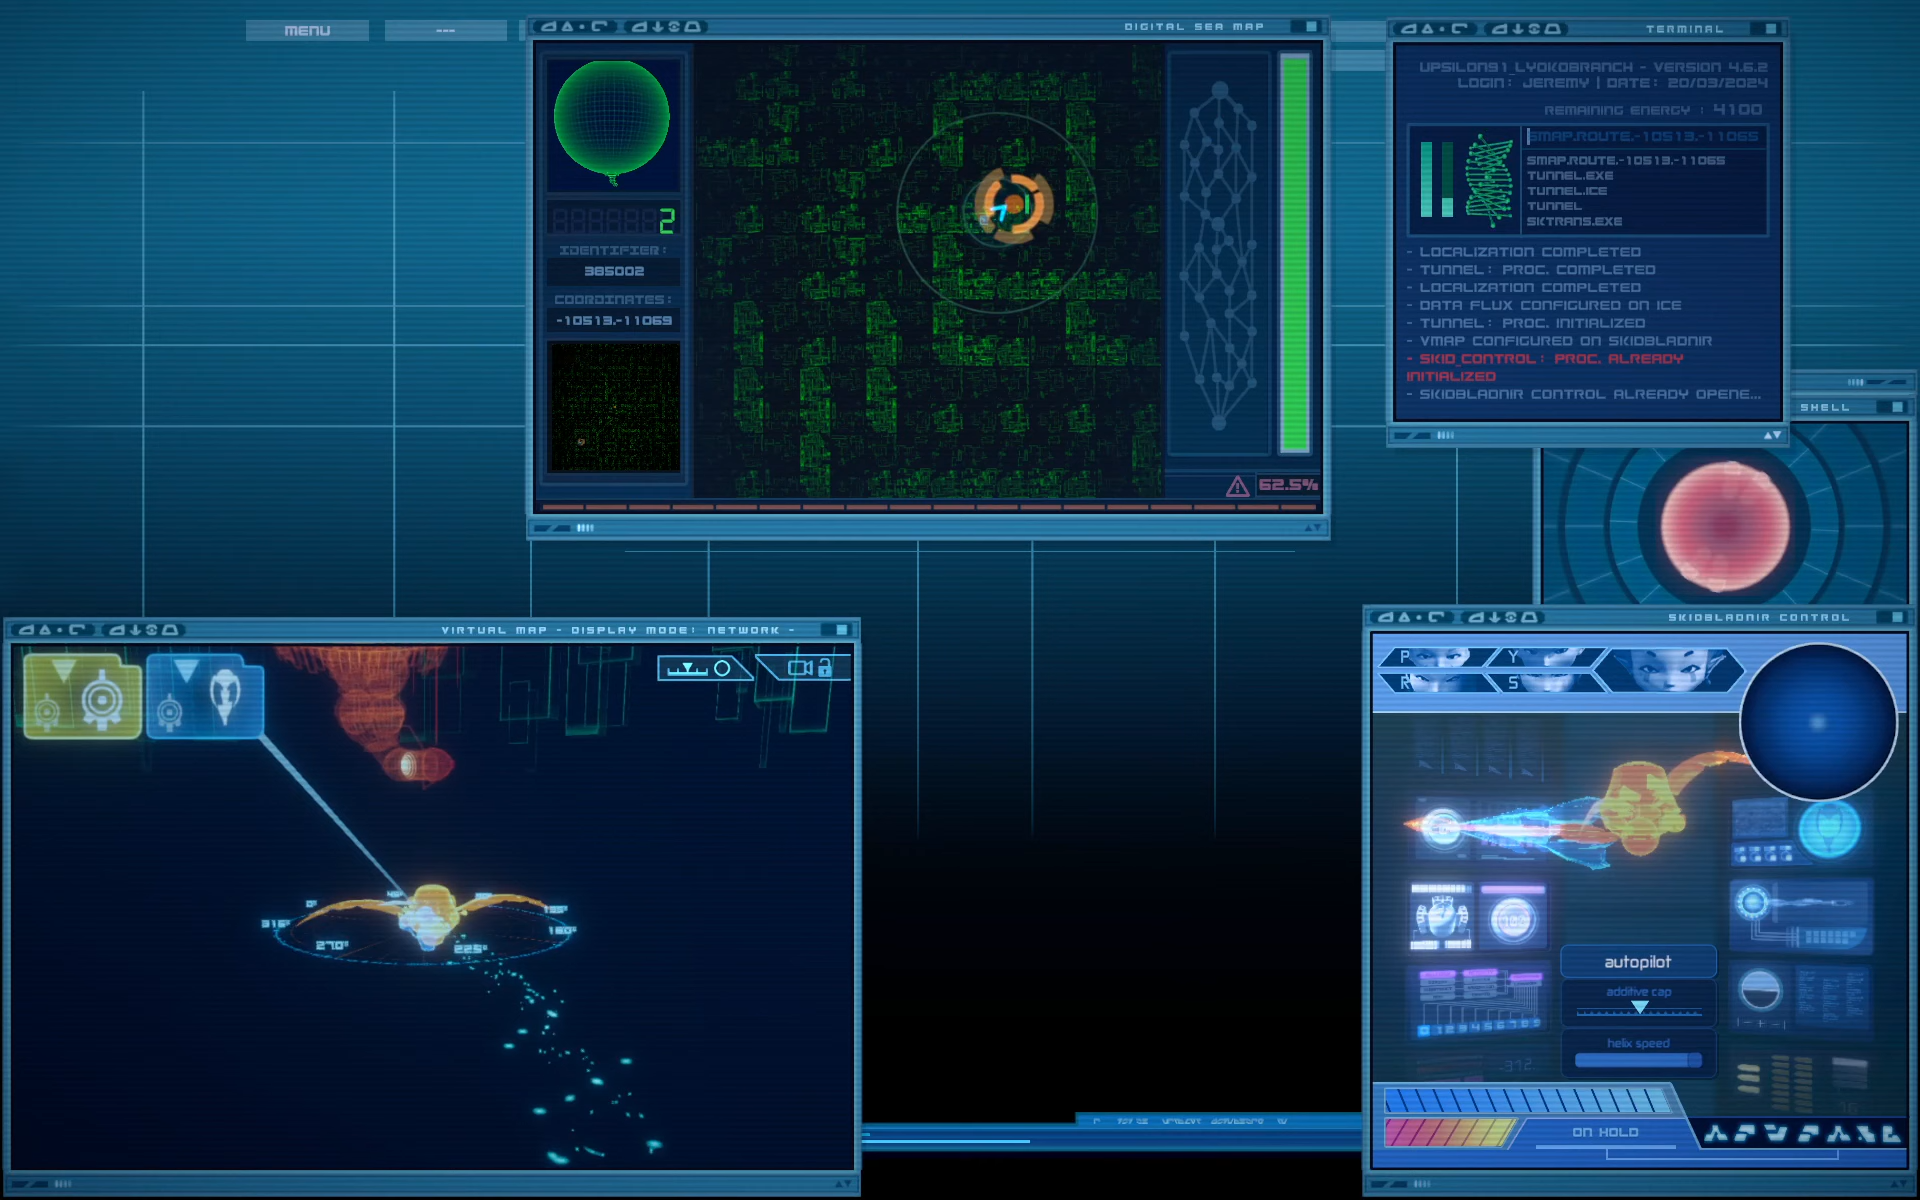 MENU
---
DIGITAL SEA MAP
2
IDENTIFIER:
385002
COORDINATES:
-10513.-11069
62.5%
TERMINAL
UPSILON91_LYOKOBRANCH - VERSION 4.6.2
LOGIN: JEREMY | DATE: 20/03/2024
REMAINING ENERGY : 4100
SMAP.ROUTE.-10513.-11065
SMAP.ROUTE.-10513.-11065
TUNNEL.EXE
TUNNEL.ICE
TUNNEL
SKTRANS.EXE
- LOCALIZATION COMPLETED
- TUNNEL: PROC. COMPLETED
- LOCALIZATION COMPLETED
- DATA FLUX CONFIGURED ON ICE
- TUNNEL: PROC. INITIALIZED
- VMAP CONFIGURED ON SKIDBLADNIR
- SKID_CONTROL: PROC. ALREADY
INITIALIZED
- SKIDBLADNIR CONTROL ALREADY OPENE...
SHELL
VIRTUAL MAP - DISPLAY MODE: NETWORK -
0°
45°
315°
270°
225°
180°
SKIDBLADNIR CONTROL
P
Y
R
S
autopilot
additive cap
helix speed
ON HOLD